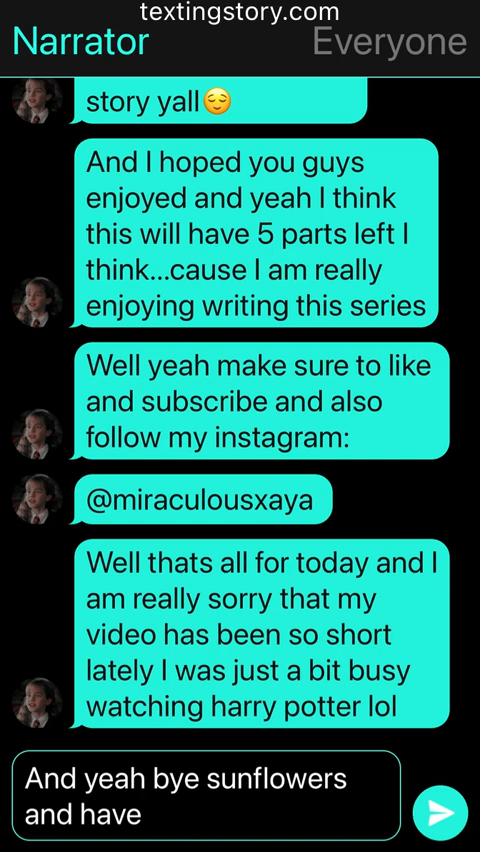 textingstory.com
Narrator
Everyone
story yall😌
And I hoped you guys
enjoyed and yeah I think
this will have 5 parts left I
think...cause I am really
enjoying writing this series
Well yeah make sure to like
and subscribe and also
follow my instagram:
@miraculousxaya
Well thats all for today and I
am really sorry that my
video has been so short
lately I was just a bit busy
watching harry potter lol
And yeah bye sunflowers
and have